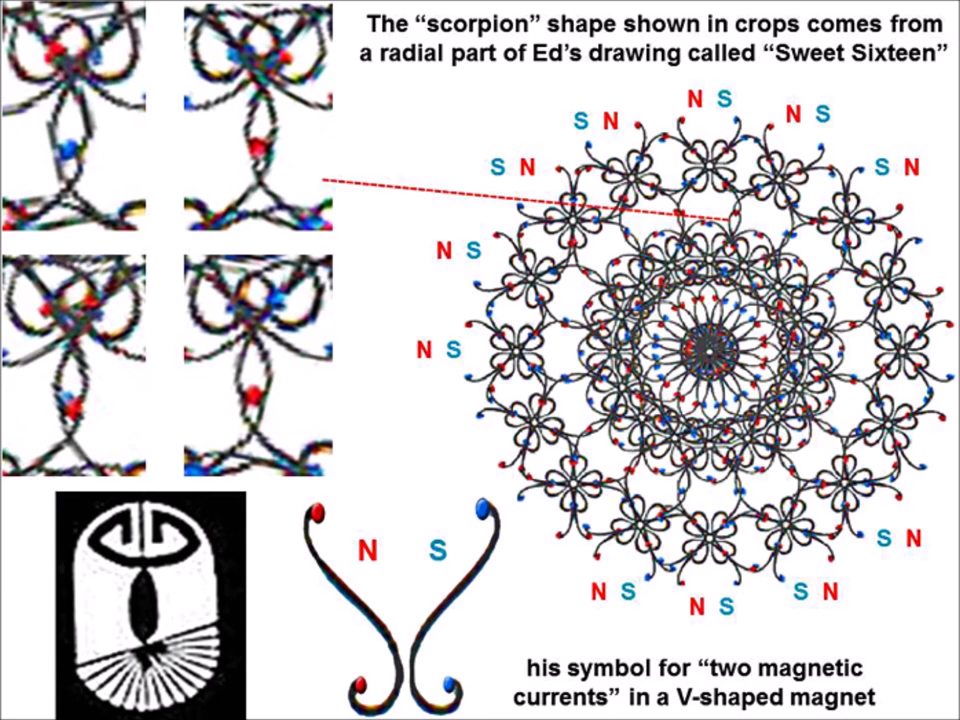 The “scorpion” shape shown in crops comes from
a radial part of Ed’s drawing called “Sweet Sixteen”
N S
S N
N S
S N
S N
N S
N S
N S
S N
N S
S N
N S
his symbol for “two magnetic
currents” in a V-shaped magnet